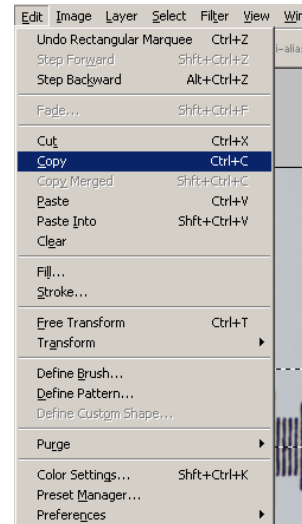 Edit Image Layer Select Filter View
Undo Rectangular Marquee Ctrl+Z
Step Forward Shft+Ctrl+Z
Step Backward Alt+Ctrl+Z
Fade... Shft+Ctrl+F
Cut Ctrl+X
Copy Ctrl+C
Copy Merged Shft+Ctrl+C
Paste Ctrl+V
Paste Into Shft+Ctrl+V
Clear
Fill...
Stroke...
Free Transform Ctrl+T
Transform
Define Brush...
Define Pattern...
Define Custom Shape...
Purge
Color Settings... Shft+Ctrl+K
Preset Manager...
Preferences